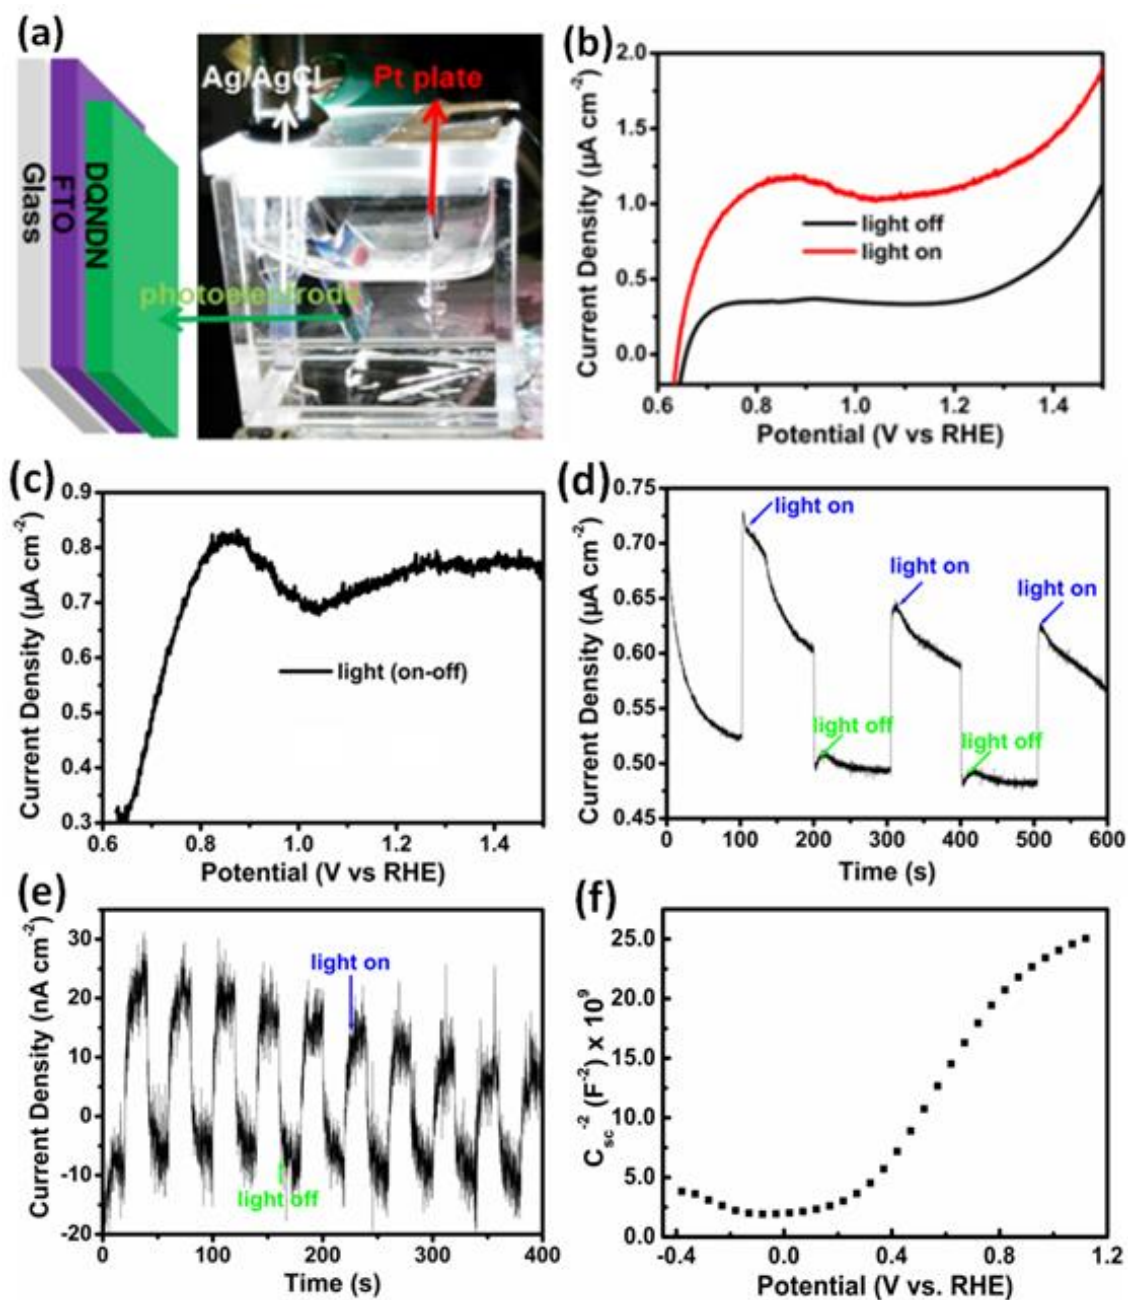 (a)
Ag/AgCl
Pt plate
Glass
FTO
DQNDN
photoelectrode
(b)
2.0
1.5
1.0
0.5
0.0
0.6 0.8 1.0 1.2 1.4
Current Density (µA cm-2)
Potential (V vs RHE)
light off
light on
(c)
0.9
0.8
0.7
0.6
0.5
0.4
0.3
0.6 0.8 1.0 1.2 1.4
Current Density (µA cm-2)
Potential (V vs RHE)
light (on-off)
(d)
0.75
0.70
0.65
0.60
0.55
0.50
0.45
0 100 200 300 400 500 600
Current Density (µA cm-2)
Time (s)
light on
light on
light on
light off
light off
(e)
30
20
10
0
-10
-20
0 100 200 300 400
Current Density (nA cm-2)
Time (s)
light on
light off
(f)
25.0
20.0
15.0
10.0
5.0
0.0
-0.4 0.0 0.4 0.8 1.2
Csc-2 (F-2) x 109
Potential (V vs. RHE)